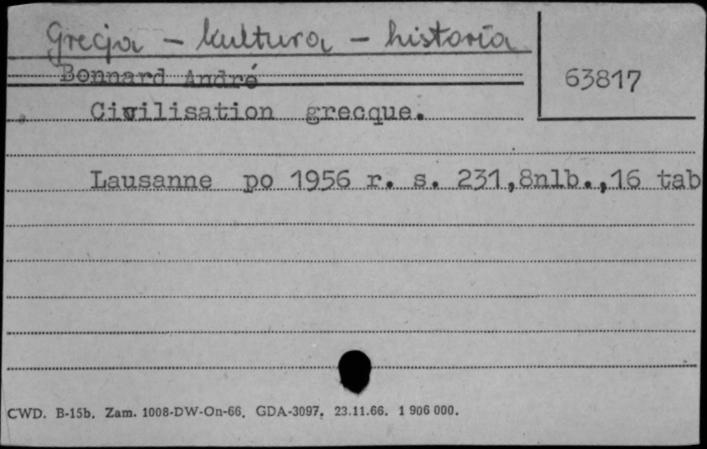 Grecja - kultura - historia
Bonnard André
63817
Civilisation grecque.
Lausanne po 1956 r. s. 231,8nlb.,16 tab
CWD. B-15b. Zam. 1008-DW-On-66. GDA-3097. 23.11.66. 1 906 000.